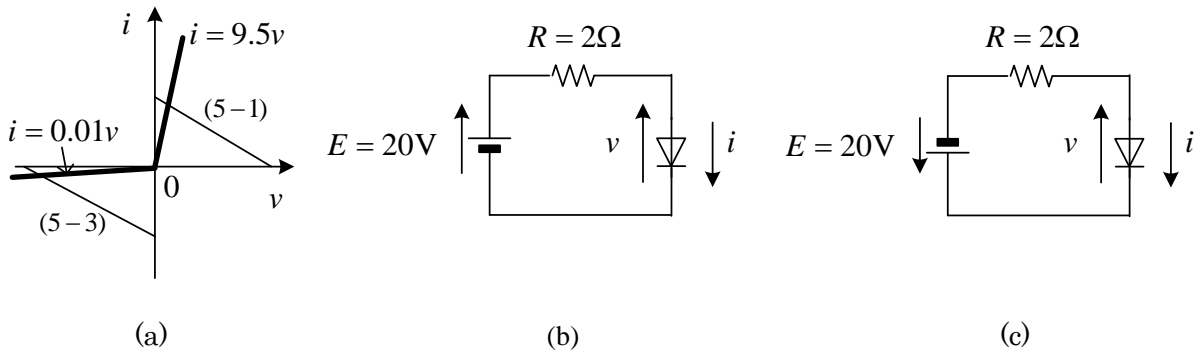 i
i = 9.5v
(5−1)
i = 0.01v
0
v
(5−3)
(a)
R = 2Ω
E = 20V
v
i
(b)
R = 2Ω
E = 20V
v
i
(c)